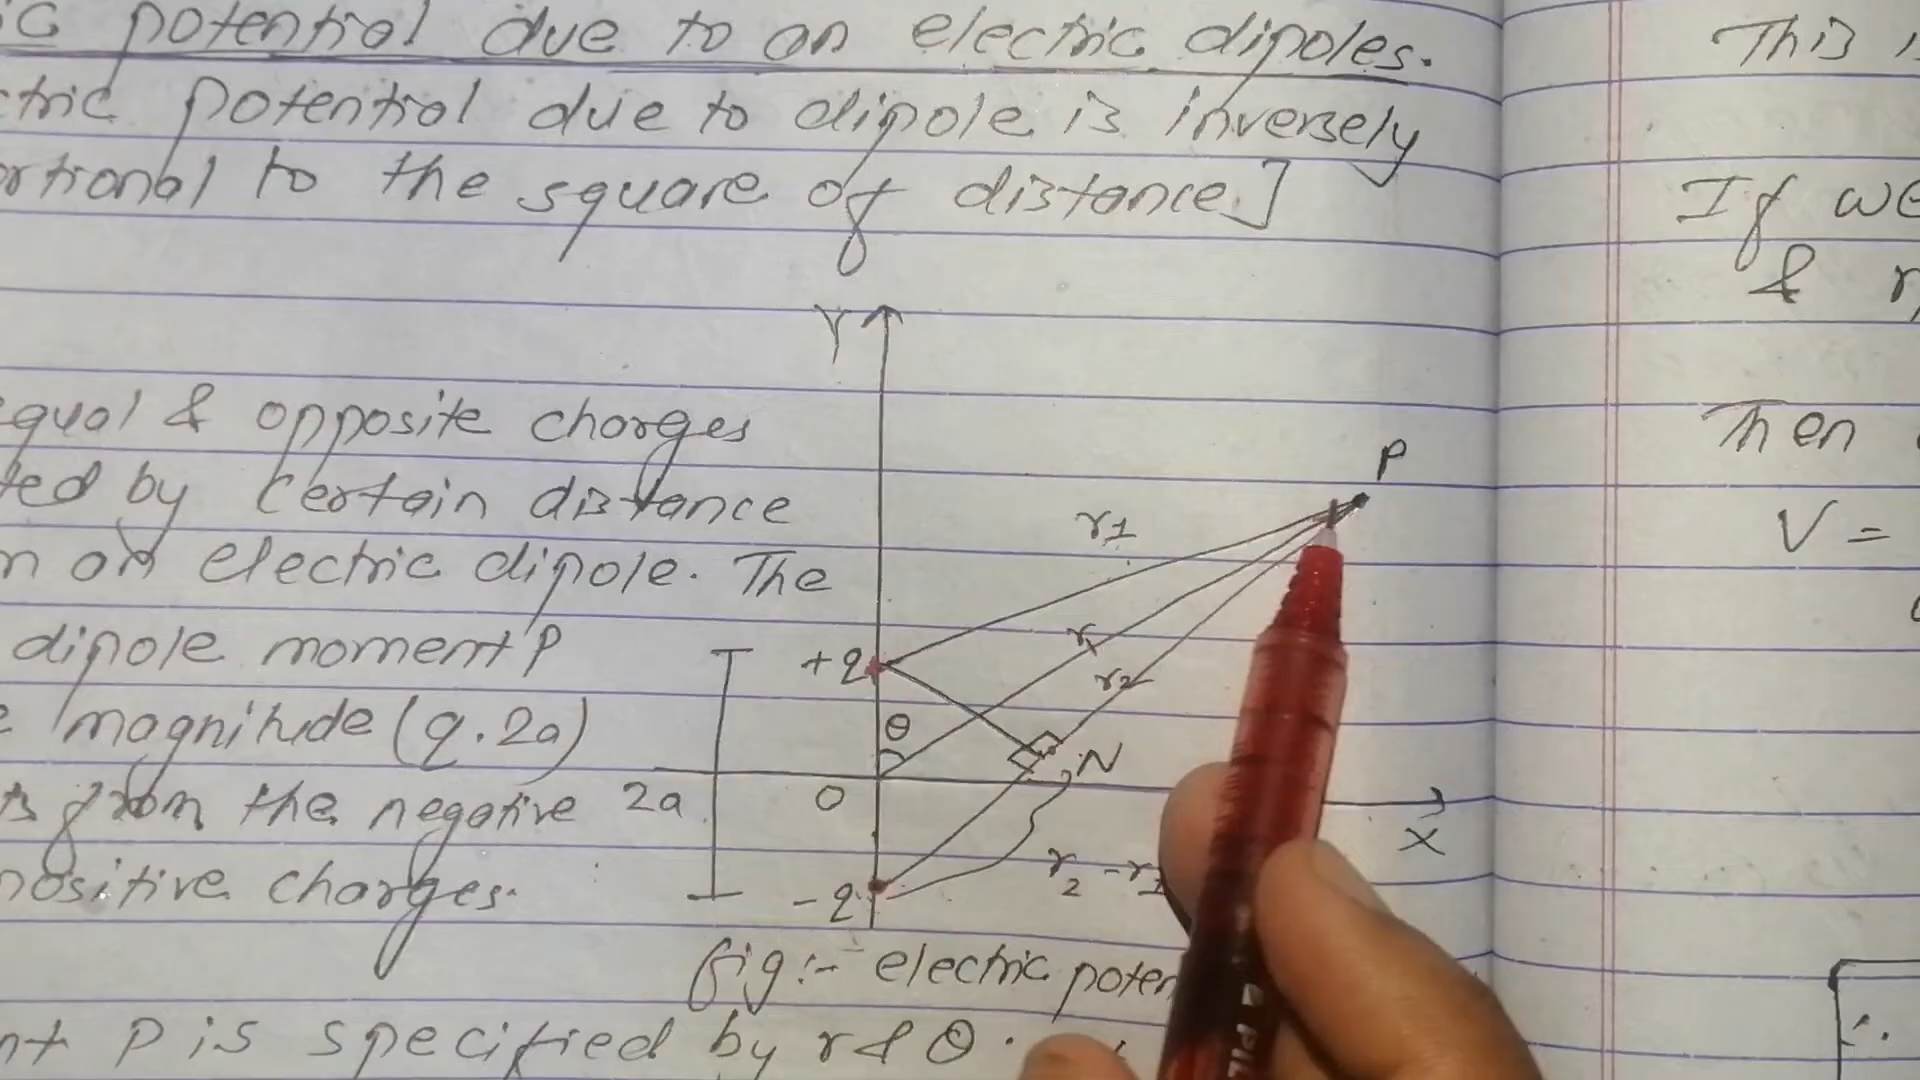 potential due to an electric dipoles.
potential due to dipole is inversely
to the square of distance]
equal & opposite charges
by certain distance
an electric dipole. The
dipole moment P
magnitude (q.2a)
from the negative
positive charges.
P is specified by r & θ.
Y
P
r1
r
r2
+q
θ
N
2a
O
X
-q
r2 - r1
fig:- electric
This
If we
&
Then
V =